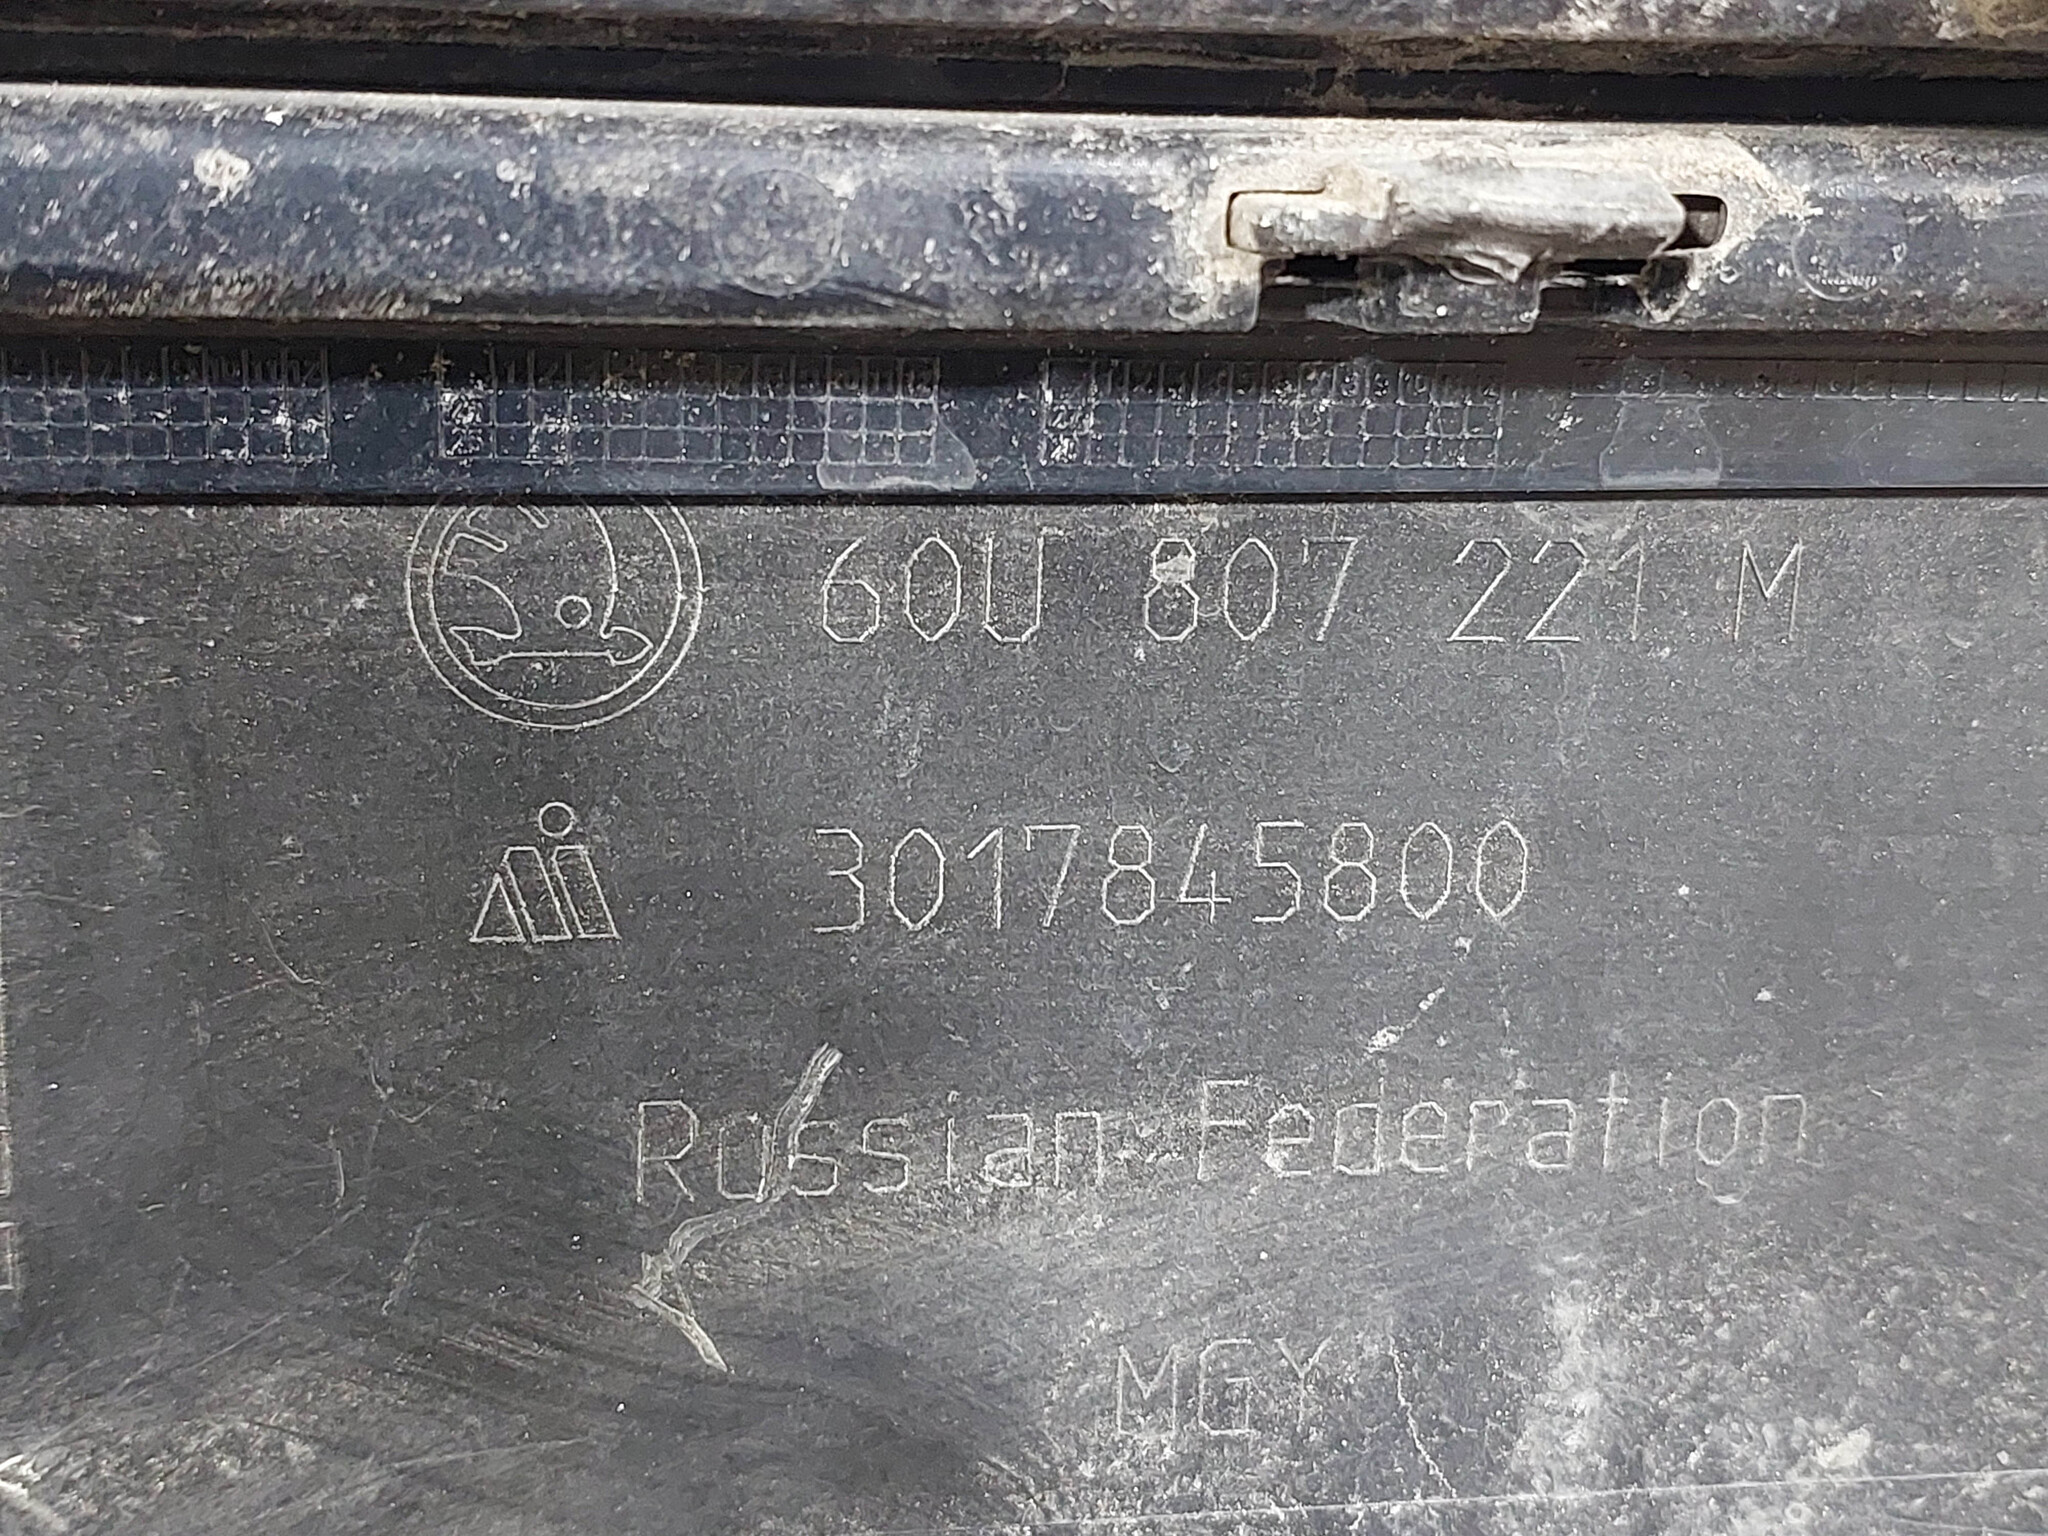 60U 807 221 M
3017845800
Russian Federation
MGY